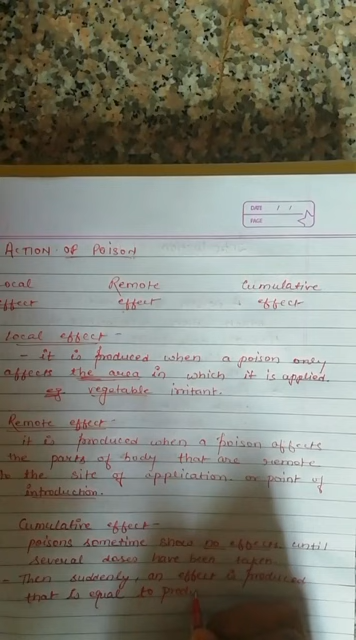 DATE / /
PAGE
ACTION OF POISON
ocal Remote Cumulative
ffect effect effect
Local effect -
- it is produced when a poison only
affects the area in which it is applied.
eg vegetable irritant.
Remote effect -
it is produced when a poison affects
the parts of body that are remote
to the site of application or point of
introduction.
Cumulative effect -
poisons sometime show no effects until
several doses have been taken
- Then suddenly, an effect is produced
that is equal to produ